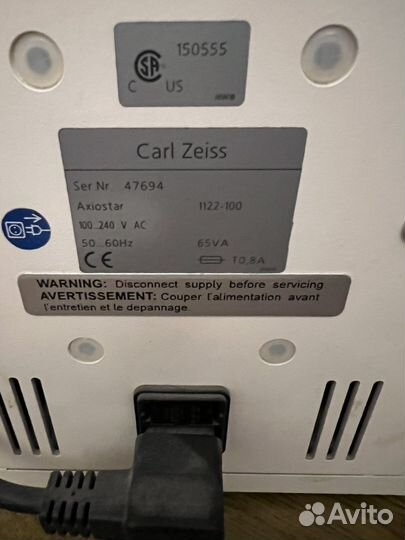 150555
SA
C US
Carl Zeiss
Ser.Nr. 47694
Axiostar 1122-100
100...240 V AC
50...60Hz 65VA
CE T0,8A
WARNING: Disconnect supply before servicing
AVERTISSEMENT: Couper l'alimentation avant
l'entretien et le depannage.
Avito